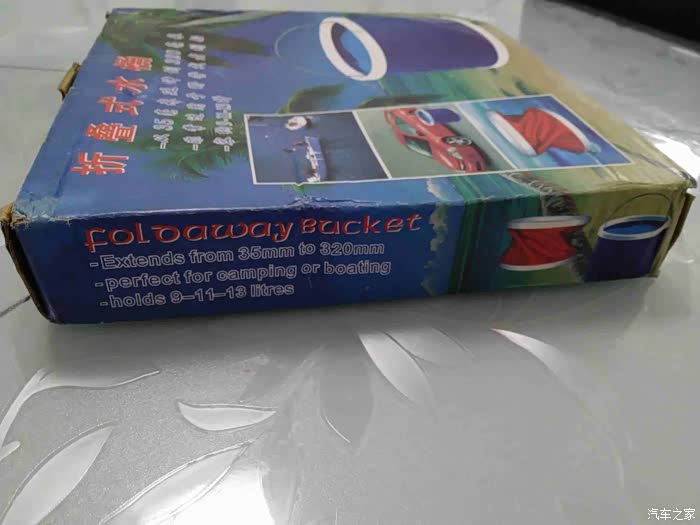 折疊式水桶
Foldaway Bucket
- Extends from 35mm to 320mm
- perfect for camping or boating
- holds 9-11-13 litres
汽车之家